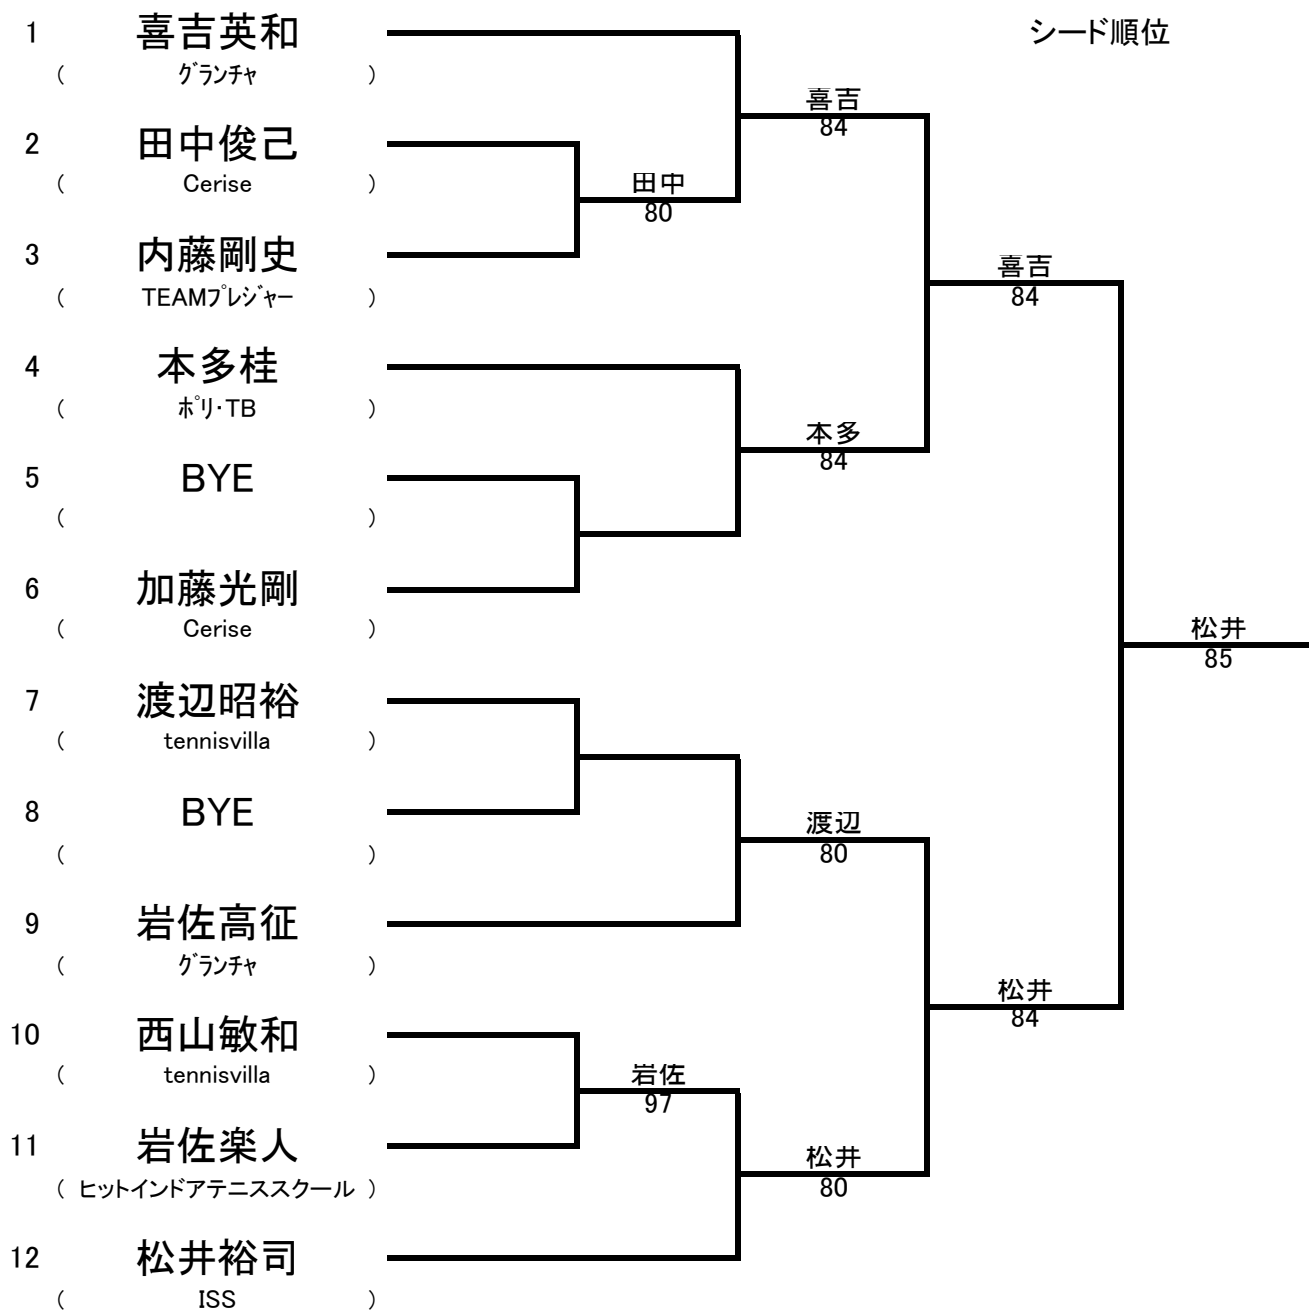 シード順位
1 喜吉英和
( グランチャ )
2 田中俊己
( Cerise )
3 内藤剛史
( TEAMプレジャー )
4 本多桂
( ポリ・TB )
5 BYE
( )
6 加藤光剛
( Cerise )
7 渡辺昭裕
( tennisvilla )
8 BYE
( )
9 岩佐高征
( グランチャ )
10 西山敏和
( tennisvilla )
11 岩佐楽人
( ヒットインドアテニススクール )
12 松井裕司
( ISS )
田中
80
岩佐
97
喜吉
84
本多
84
渡辺
80
松井
80
喜吉
84
松井
84
松井
85